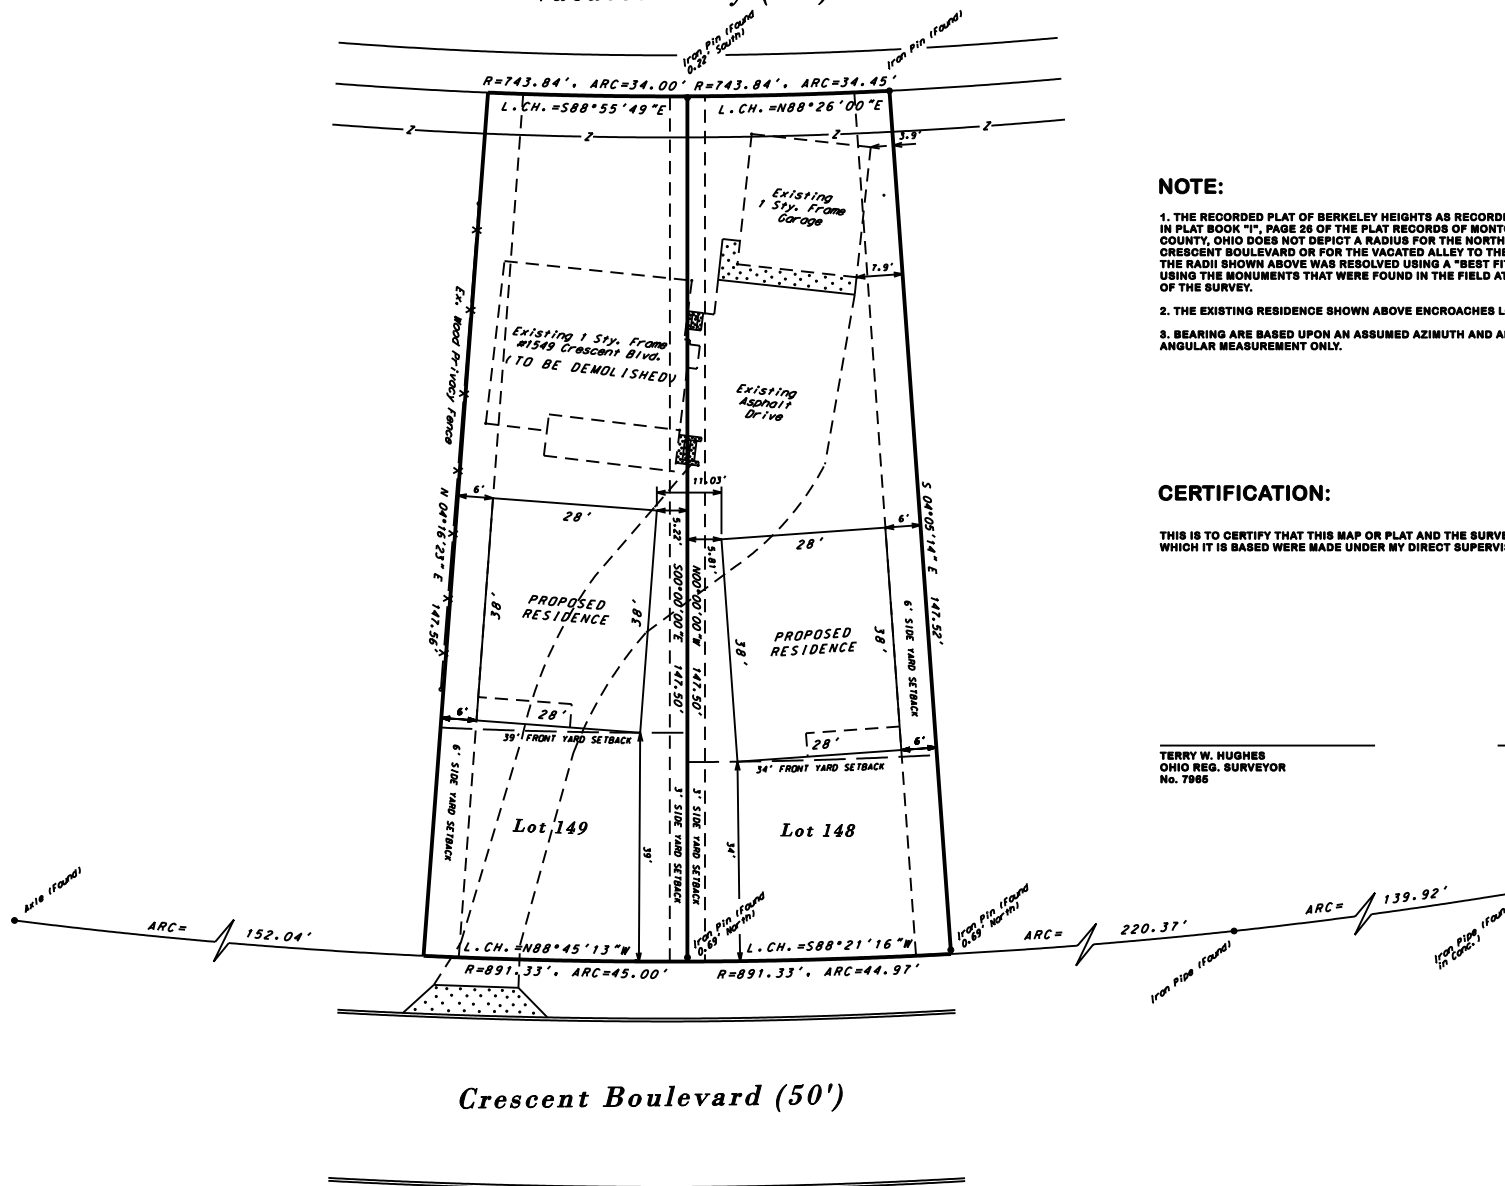 Iron Pin (Found
0.22' South)
Iron Pin (Found)
R=743.84', ARC=34.00'
R=743.84', ARC=34.45'
L.CH.=S88°55'49"E
L.CH.=N88°26'00"E
Z
Z
Z
Z
3.9'
Existing
1 Sty. Frame
Garage
7.9'
Ex. Wood Privacy Fence
Existing 1 Sty. Frame
#1549 Crescent Blvd.
(TO BE DEMOLISHED)
Existing
Asphalt
Drive
11.03'
6'
28'
5.22'
5.81'
28'
6'
N 04°16'23" E 147.56'
S 04°05'14" E 147.52'
S00°00'00"E 147.50'
N00°00'00"W 147.50'
38'
PROPOSED
RESIDENCE
38'
38'
PROPOSED
RESIDENCE
38'
6' SIDE YARD SETBACK
6'
28'
39' FRONT YARD SETBACK
28'
6'
34' FRONT YARD SETBACK
6' SIDE YARD SETBACK
Lot 149
39'
3' SIDE YARD SETBACK
3' SIDE YARD SETBACK
34'
Lot 148
Axle (Found)
ARC=
152.04'
L.CH.=N88°45'13"W
R=891.33', ARC=45.00'
Iron Pin (Found
0.69' North)
L.CH.=S88°21'16"W
R=891.33', ARC=44.97'
Iron Pin (Found
0.69' North)
ARC=
220.37'
Iron Pipe (Found)
ARC=
139.92'
Iron Pipe (Foun
in Conc.)
Crescent Boulevard (50')
NOTE:
1. THE RECORDED PLAT OF BERKELEY HEIGHTS AS RECORD
IN PLAT BOOK "I", PAGE 26 OF THE PLAT RECORDS OF MONT
COUNTY, OHIO DOES NOT DEPICT A RADIUS FOR THE NORTH
CRESCENT BOULEVARD OR FOR THE VACATED ALLEY TO THE
THE RADII SHOWN ABOVE WAS RESOLVED USING A "BEST FI
USING THE MONUMENTS THAT WERE FOUND IN THE FIELD AT
OF THE SURVEY.
2. THE EXISTING RESIDENCE SHOWN ABOVE ENCROACHES L
3. BEARING ARE BASED UPON AN ASSUMED AZIMUTH AND A
ANGULAR MEASUREMENT ONLY.
CERTIFICATION:
THIS IS TO CERTIFY THAT THIS MAP OR PLAT AND THE SURVE
WHICH IT IS BASED WERE MADE UNDER MY DIRECT SUPERVI
TERRY W. HUGHES
OHIO REG. SURVEYOR
No. 7965